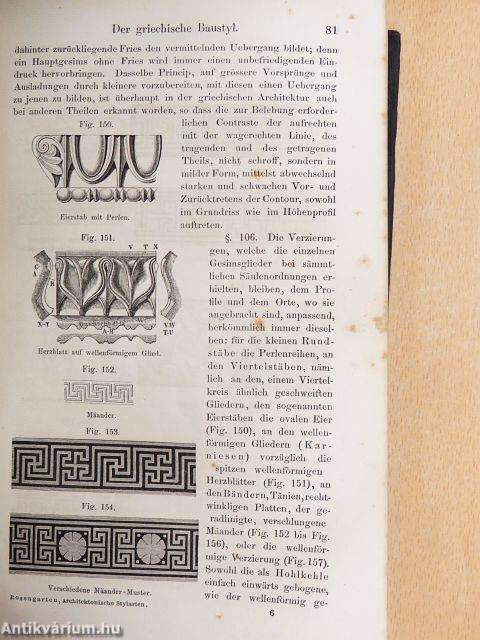 Der griechische Baustyl. 81
dahinter zurückliegende Fries den vermittelnden Uebergang bildet; denn
ein Hauptgesims ohne Fries wird immer einen unbefriedigenden Ein-
druck hervorbringen. Dasselbe Princip, auf grössere Vorsprünge und
Ausladungen durch kleinere vorzubereiten, mit diesen einen Uebergang
zu jenen zu bilden, ist überhaupt in der griechischen Architektur auch
bei anderen Theilen erkannt worden, so dass die zur Belebung erforder-
lichen Contraste der aufrechten
mit der wagerechten Linie, des
tragenden und des getragenen
Theils, nicht schroff, sondern in
milder Form, mittelst abwechselnd
starken und schwachen Vor- und
Zurücktretens der Contour, sowohl
im Grundriss wie im Höhenprofil
auftreten.
Fig. 150.
Eierstab mit Perlen.
Fig. 151.
V T X
C
A
B
X-Y
A-B
V-W
T-U
Herzblatt auf wellenförmigem Glied.
Fig. 152.
Mäander.
Fig. 153.
Fig. 154.
Verschiedene Mäander-Muster.
§. 106. Die Verzierun-
gen, welche die einzelnen
Gesimsglieder bei sämmt-
lichen Säulenordnungen er-
hielten, bleiben, dem Pro-
file und dem Orte, wo sie
angebracht sind, anpassend,
herkömmlich immer diesel-
ben: für die kleinen Rund-
stäbe die Perlenreihen, an
den Viertelstäben, näm-
lich an den, einem Viertel-
kreis ähnlich geschweiften
Gliedern, den sogenannten
Eierstäben die ovalen Eier
(Fig. 150), an den wellen-
förmigen Gliedern (Kar-
niesen) vorzüglich die
spitzen wellenförmigen
Herzblätter (Fig. 151), an
den Bändern, Tänien, recht-
winkligen Platten, der ge-
radlinigte, verschlungene
Mäander (Fig. 152 bis Fig.
156), oder die wellenför-
mige Verzierung (Fig. 157).
Sowohl die als Hohlkehle
einfach einwärts gebogene,
wie der wellenförmig ge-
Rosengarten, architektonische Stylarten.
6
Antikvárium.hu